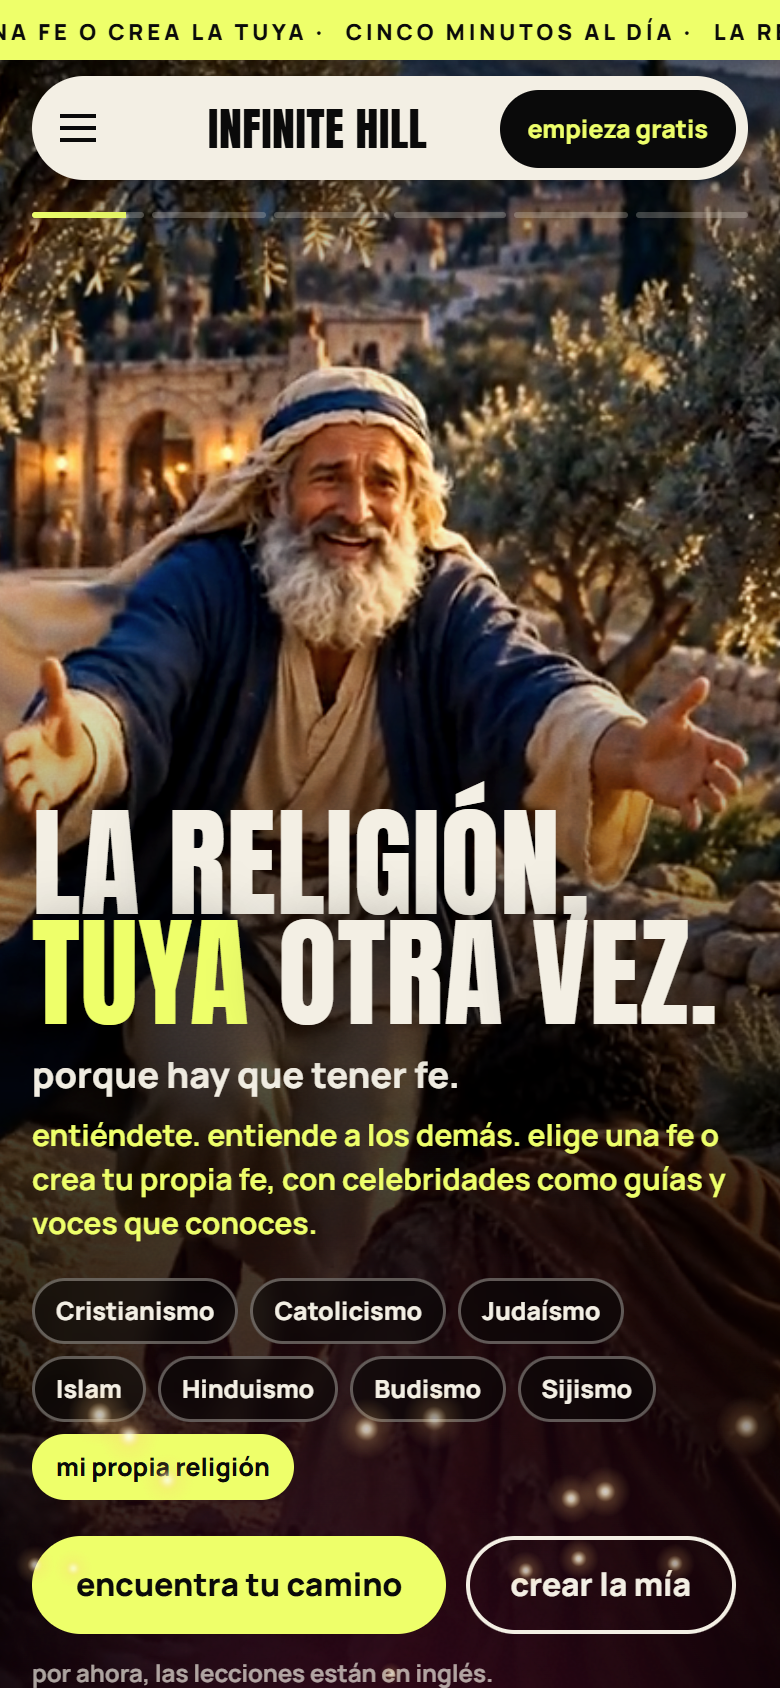 FE O CREA LA TUYA · CINCO MINUTOS AL DÍA · LA
INFINITE HILL
empieza gratis
LA RELIGIÓN,
TUYA OTRA VEZ.
porque hay que tener fe.
entiéndete. entiende a los demás. elige una fe o
crea tu propia fe, con celebridades como guías y
voces que conoces.
Cristianismo Catolicismo Judaísmo
Islam Hinduismo Budismo Sijismo
mi propia religión
encuentra tu camino crear la mía
por ahora, las lecciones están en inglés.